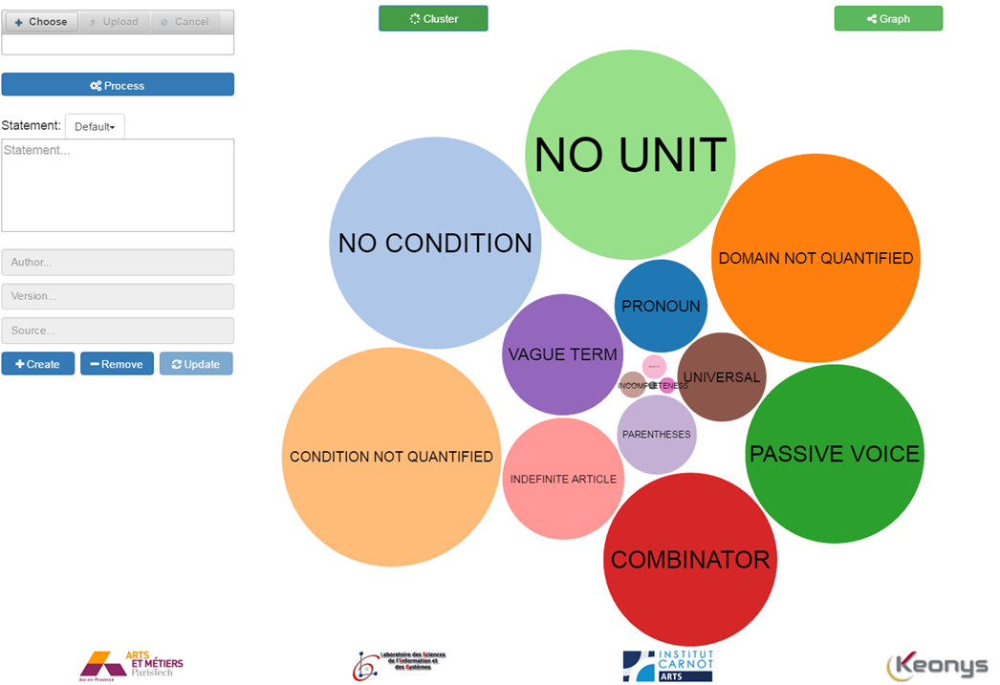 Choose Upload Cancel
Cluster
Graph
Process
Statement: Default
Statement...
Author...
Version...
Source...
Create Remove Update
NO UNIT
NO CONDITION
DOMAIN NOT QUANTIFIED
PRONOUN
VAGUE TERM
UNIVERSAL
INCOMPLETENESS
PARENTHESES
PASSIVE VOICE
CONDITION NOT QUANTIFIED
INDEFINITE ARTICLE
COMBINATOR
ARTS
ET MÉTIERS
ParisTech
Aix-en-Provence
Laboratoire des Sciences
de l'Information et
des Systèmes
INSTITUT
CARNOT
ARTS
Keonys